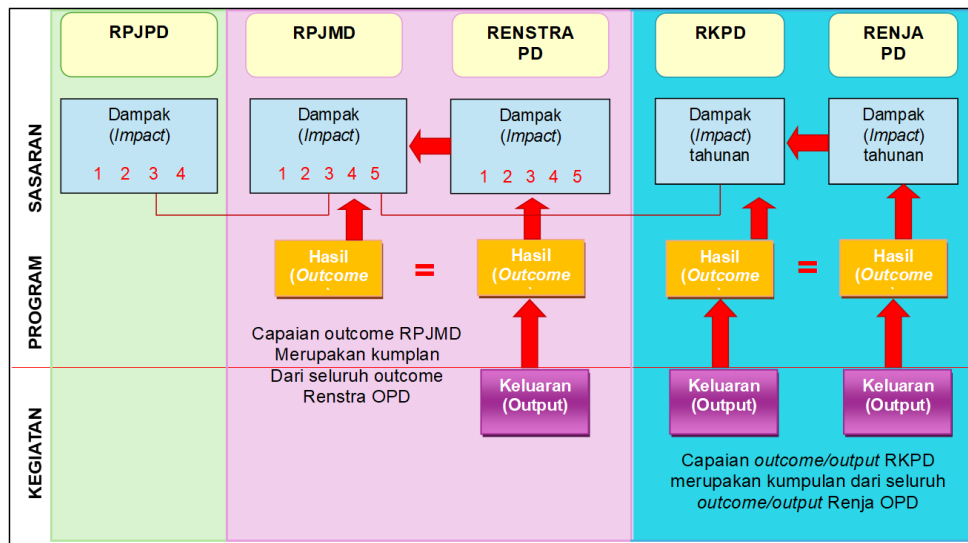 RPJPD
RPJMD
RENSTRA
PD
RKPD
RENJA
PD
SASARAN
Dampak
(Impact)
1 2 3 4
Dampak
(Impact)
1 2 3 4 5
Dampak
(Impact)
1 2 3 4 5
Dampak
(Impact)
tahunan
Dampak
(Impact)
tahunan
PROGRAM
Hasil
(Outcome
=
Hasil
(Outcome
Hasil
(Outcome
=
Hasil
(Outcome
Capaian outcome RPJMD
Merupakan kumplan
Dari seluruh outcome
Renstra OPD
KEGIATAN
Keluaran
(Output)
Keluaran
(Output)
Keluaran
(Output)
Capaian outcome/output RKPD
merupakan kumpulan dari seluruh
outcome/output Renja OPD